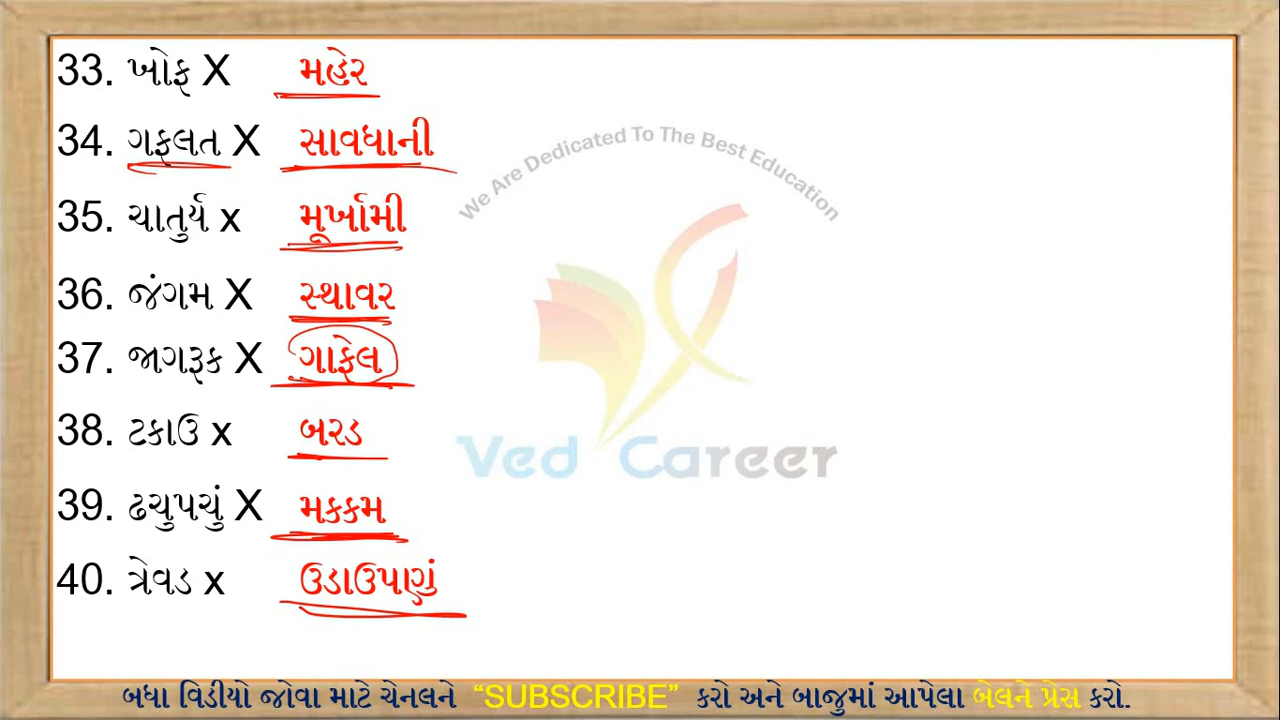 33. ખોફ X મહેર
34. ગફલત X સાવધાની
35. ચાતુર્ય x મૂર્ખામી
36. જંગમ X સ્થાવર
37. જાગરૂક X ગાફેલ
38. ટકાઉ x બરડ
39. ઢચુપચું X મકકમ
40. ત્રેવડ x ઉડાઉપણું
We Are Dedicated To The Best Education
Ved Career
બધા વિડીયો જોવા માટે ચેનલને “SUBSCRIBE” કરો અને બાજુમાં આપેલા બેલને પ્રેસ કરો.